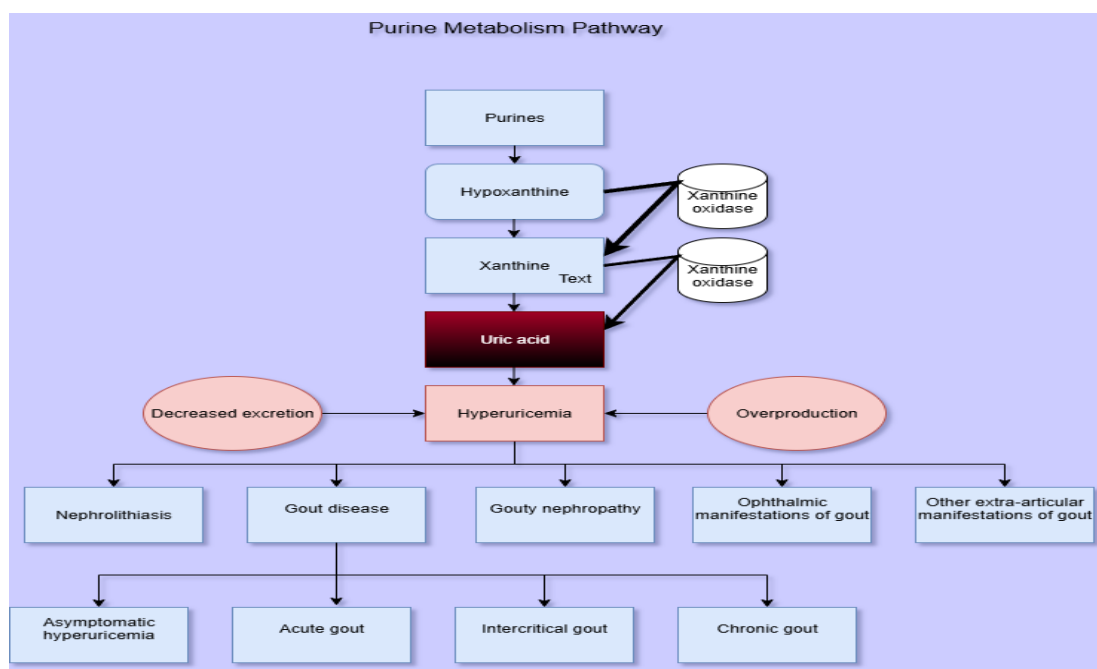 Purine Metabolism Pathway
Purines
Hypoxanthine
Xanthine
oxidase
Xanthine
Text
Xanthine
oxidase
Uric acid
Decreased excretion
Hyperuricemia
Overproduction
Nephrolithiasis
Gout disease
Gouty nephropathy
Ophthalmic
manifestations of gout
Other extra-articular
manifestations of gout
Asymptomatic
hyperuricemia
Acute gout
Intercritical gout
Chronic gout